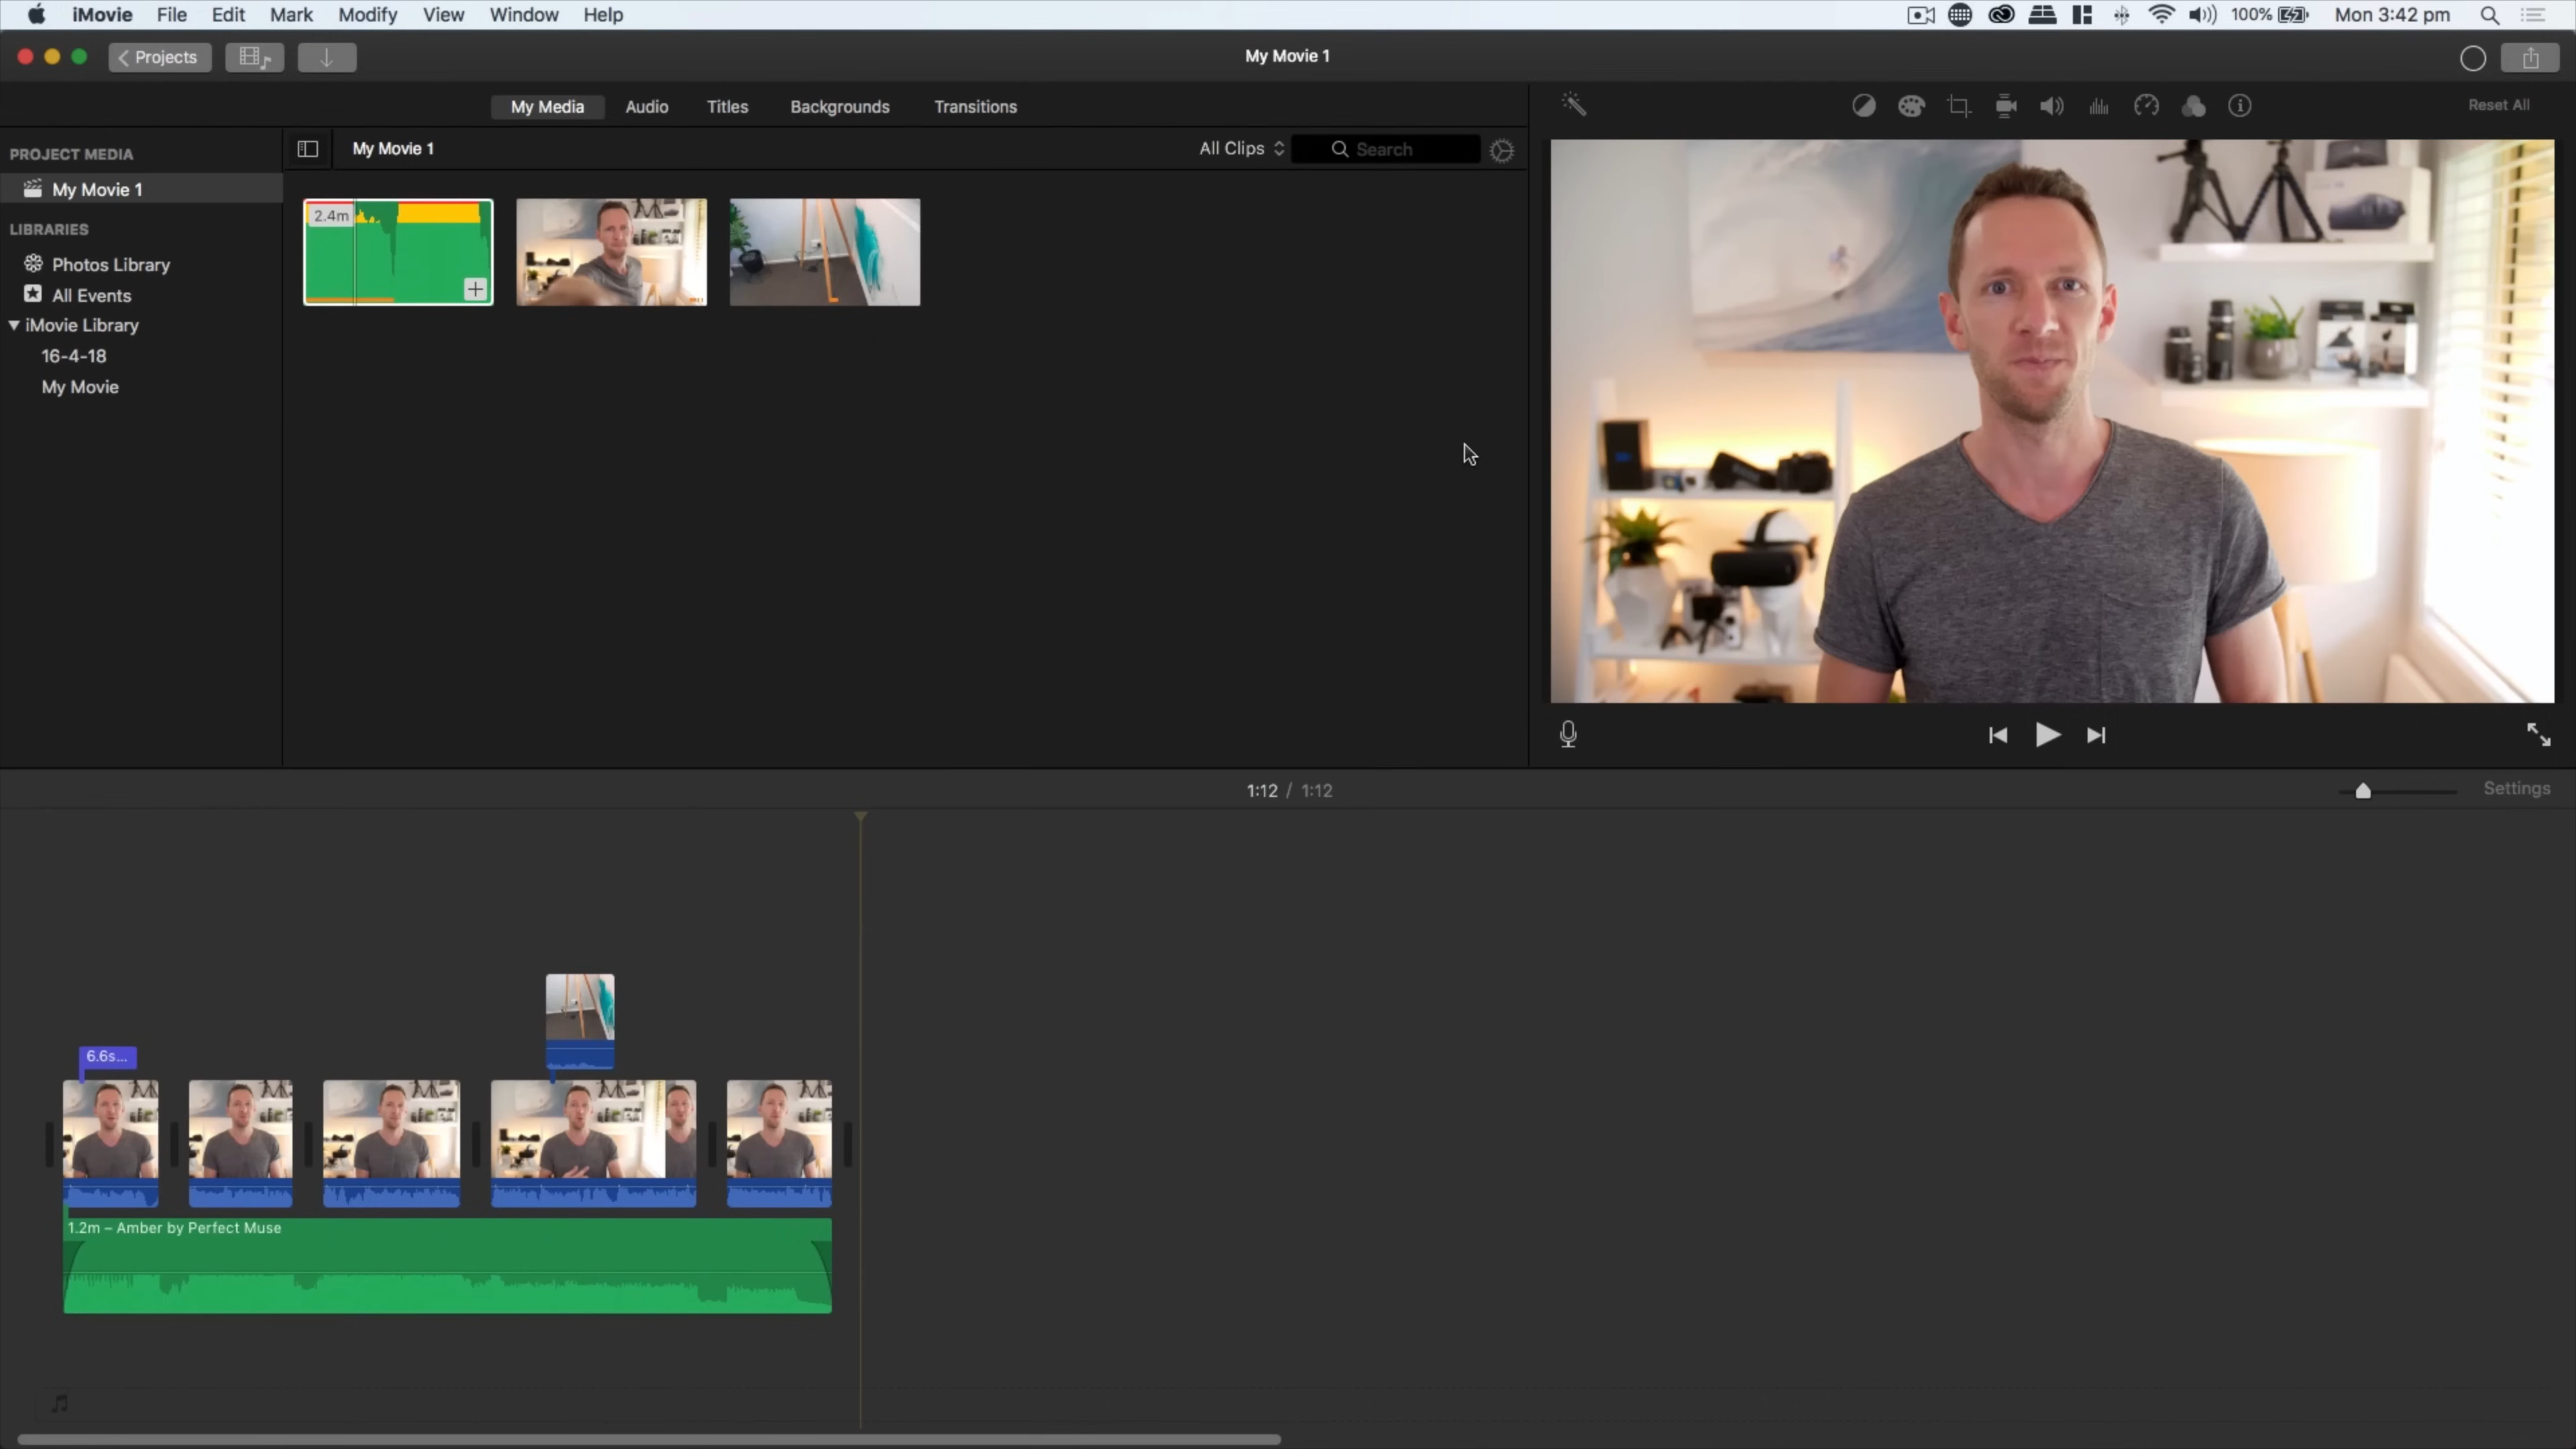 iMovie File Edit Mark Modify View Window Help 100% Mon 3:42 pm
Projects My Movie 1
My Media Audio Titles Backgrounds Transitions Reset All
PROJECT MEDIA My Movie 1 All Clips Search
My Movie 1
LIBRARIES
Photos Library
All Events
iMovie Library
16-4-18
My Movie
2.4m
1:12 / 1:12 Settings
6.6s...
1.2m – Amber by Perfect Muse